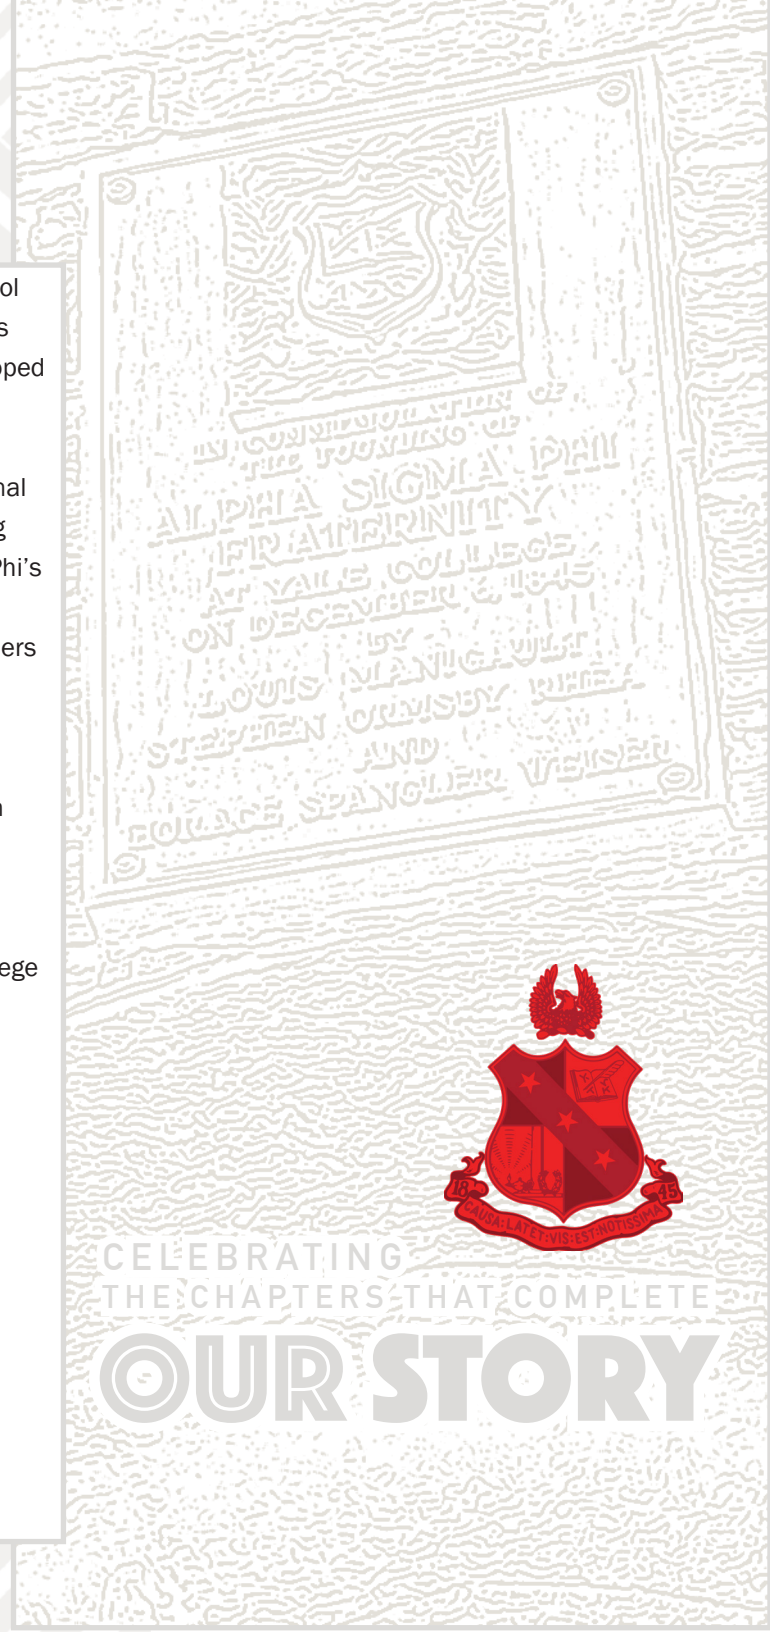 ol
s
oped
nal
g
Phi’s
ers
n
ege
IN COMMEMORATION OF
THE FOUNDING OF
ALPHA SIGMA PHI
FRATERNITY
AT YALE COLLEGE
ON DECEMBER 6, 1845
BY
LOUIS MANIGAULT
STEPHEN ORMSBY RHEA
AND
HORACE SPANGLER WEISER
18 45
CAUSA:LATET:VIS:EST:NOTISSIMA
CELEBRATING
THE CHAPTERS THAT COMPLETE
OUR STORY